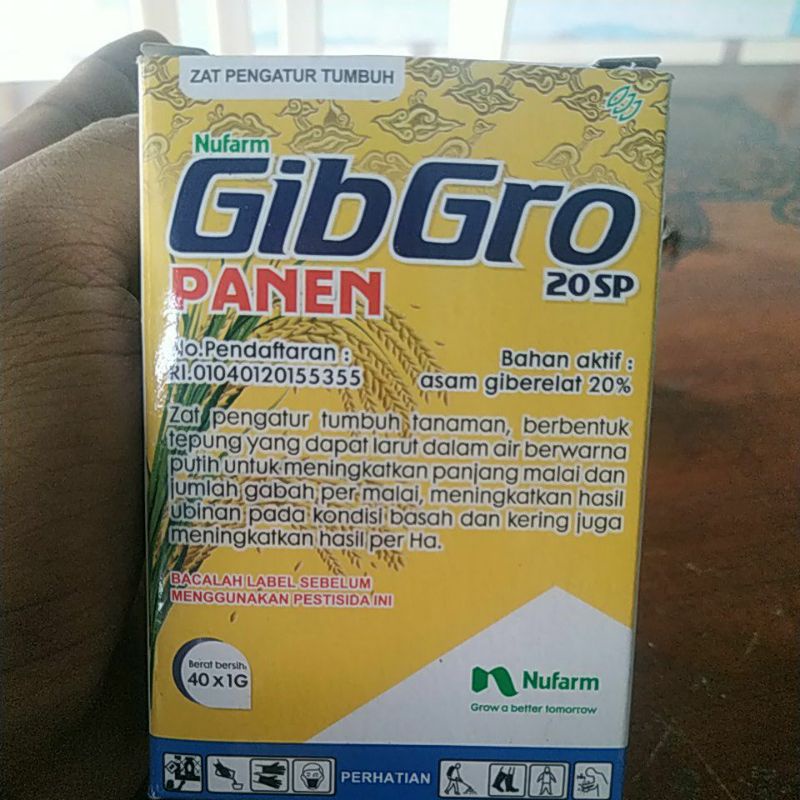 ZAT PENGATUR TUMBUH
Nufarm
GibGro
PANEN
20SP
No.Pendaftaran :
RI.01040120155355
Bahan aktif :
asam giberelat 20%
Zat pengatur tumbuh tanaman, berbentuk
tepung yang dapat larut dalam air berwarna
putih untuk meningkatkan panjang malai dan
jumlah gabah per malai, meningkatkan hasil
ubinan pada kondisi basah dan kering juga
meningkatkan hasil per Ha.
BACALAH LABEL SEBELUM
MENGGUNAKAN PESTISIDA INI
Berat bersih:
40 x 1G
Nufarm
Grow a better tomorrow
PERHATIAN